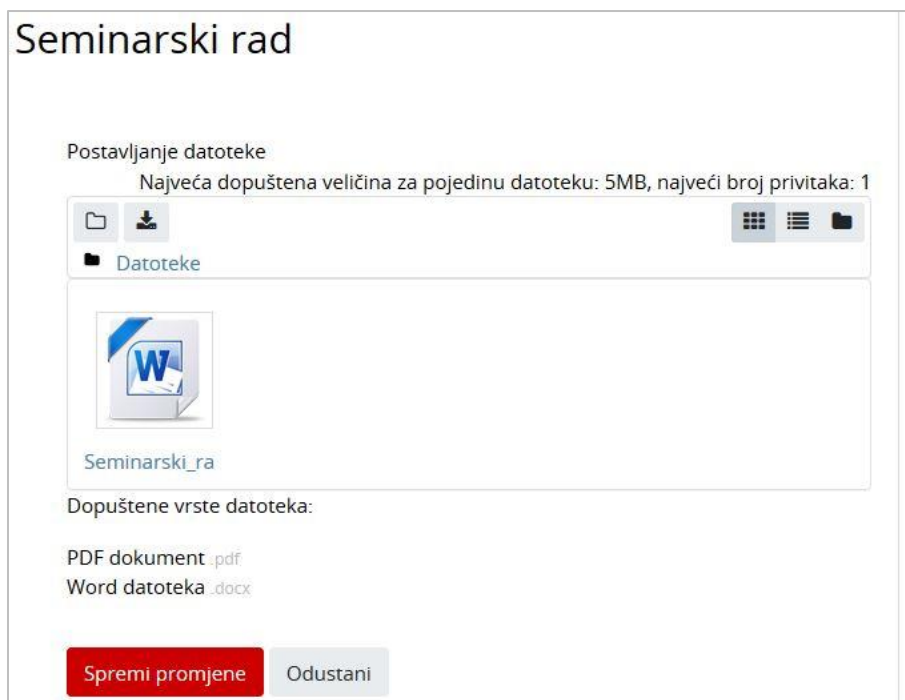 Seminarski rad
Postavljanje datoteke
Najveća dopuštena veličina za pojedinu datoteku: 5MB, najveći broj privitaka: 1
Datoteke
W
Seminarski_ra
Dopuštene vrste datoteka:
PDF dokument .pdf
Word datoteka .docx
Spremi promjene Odustani